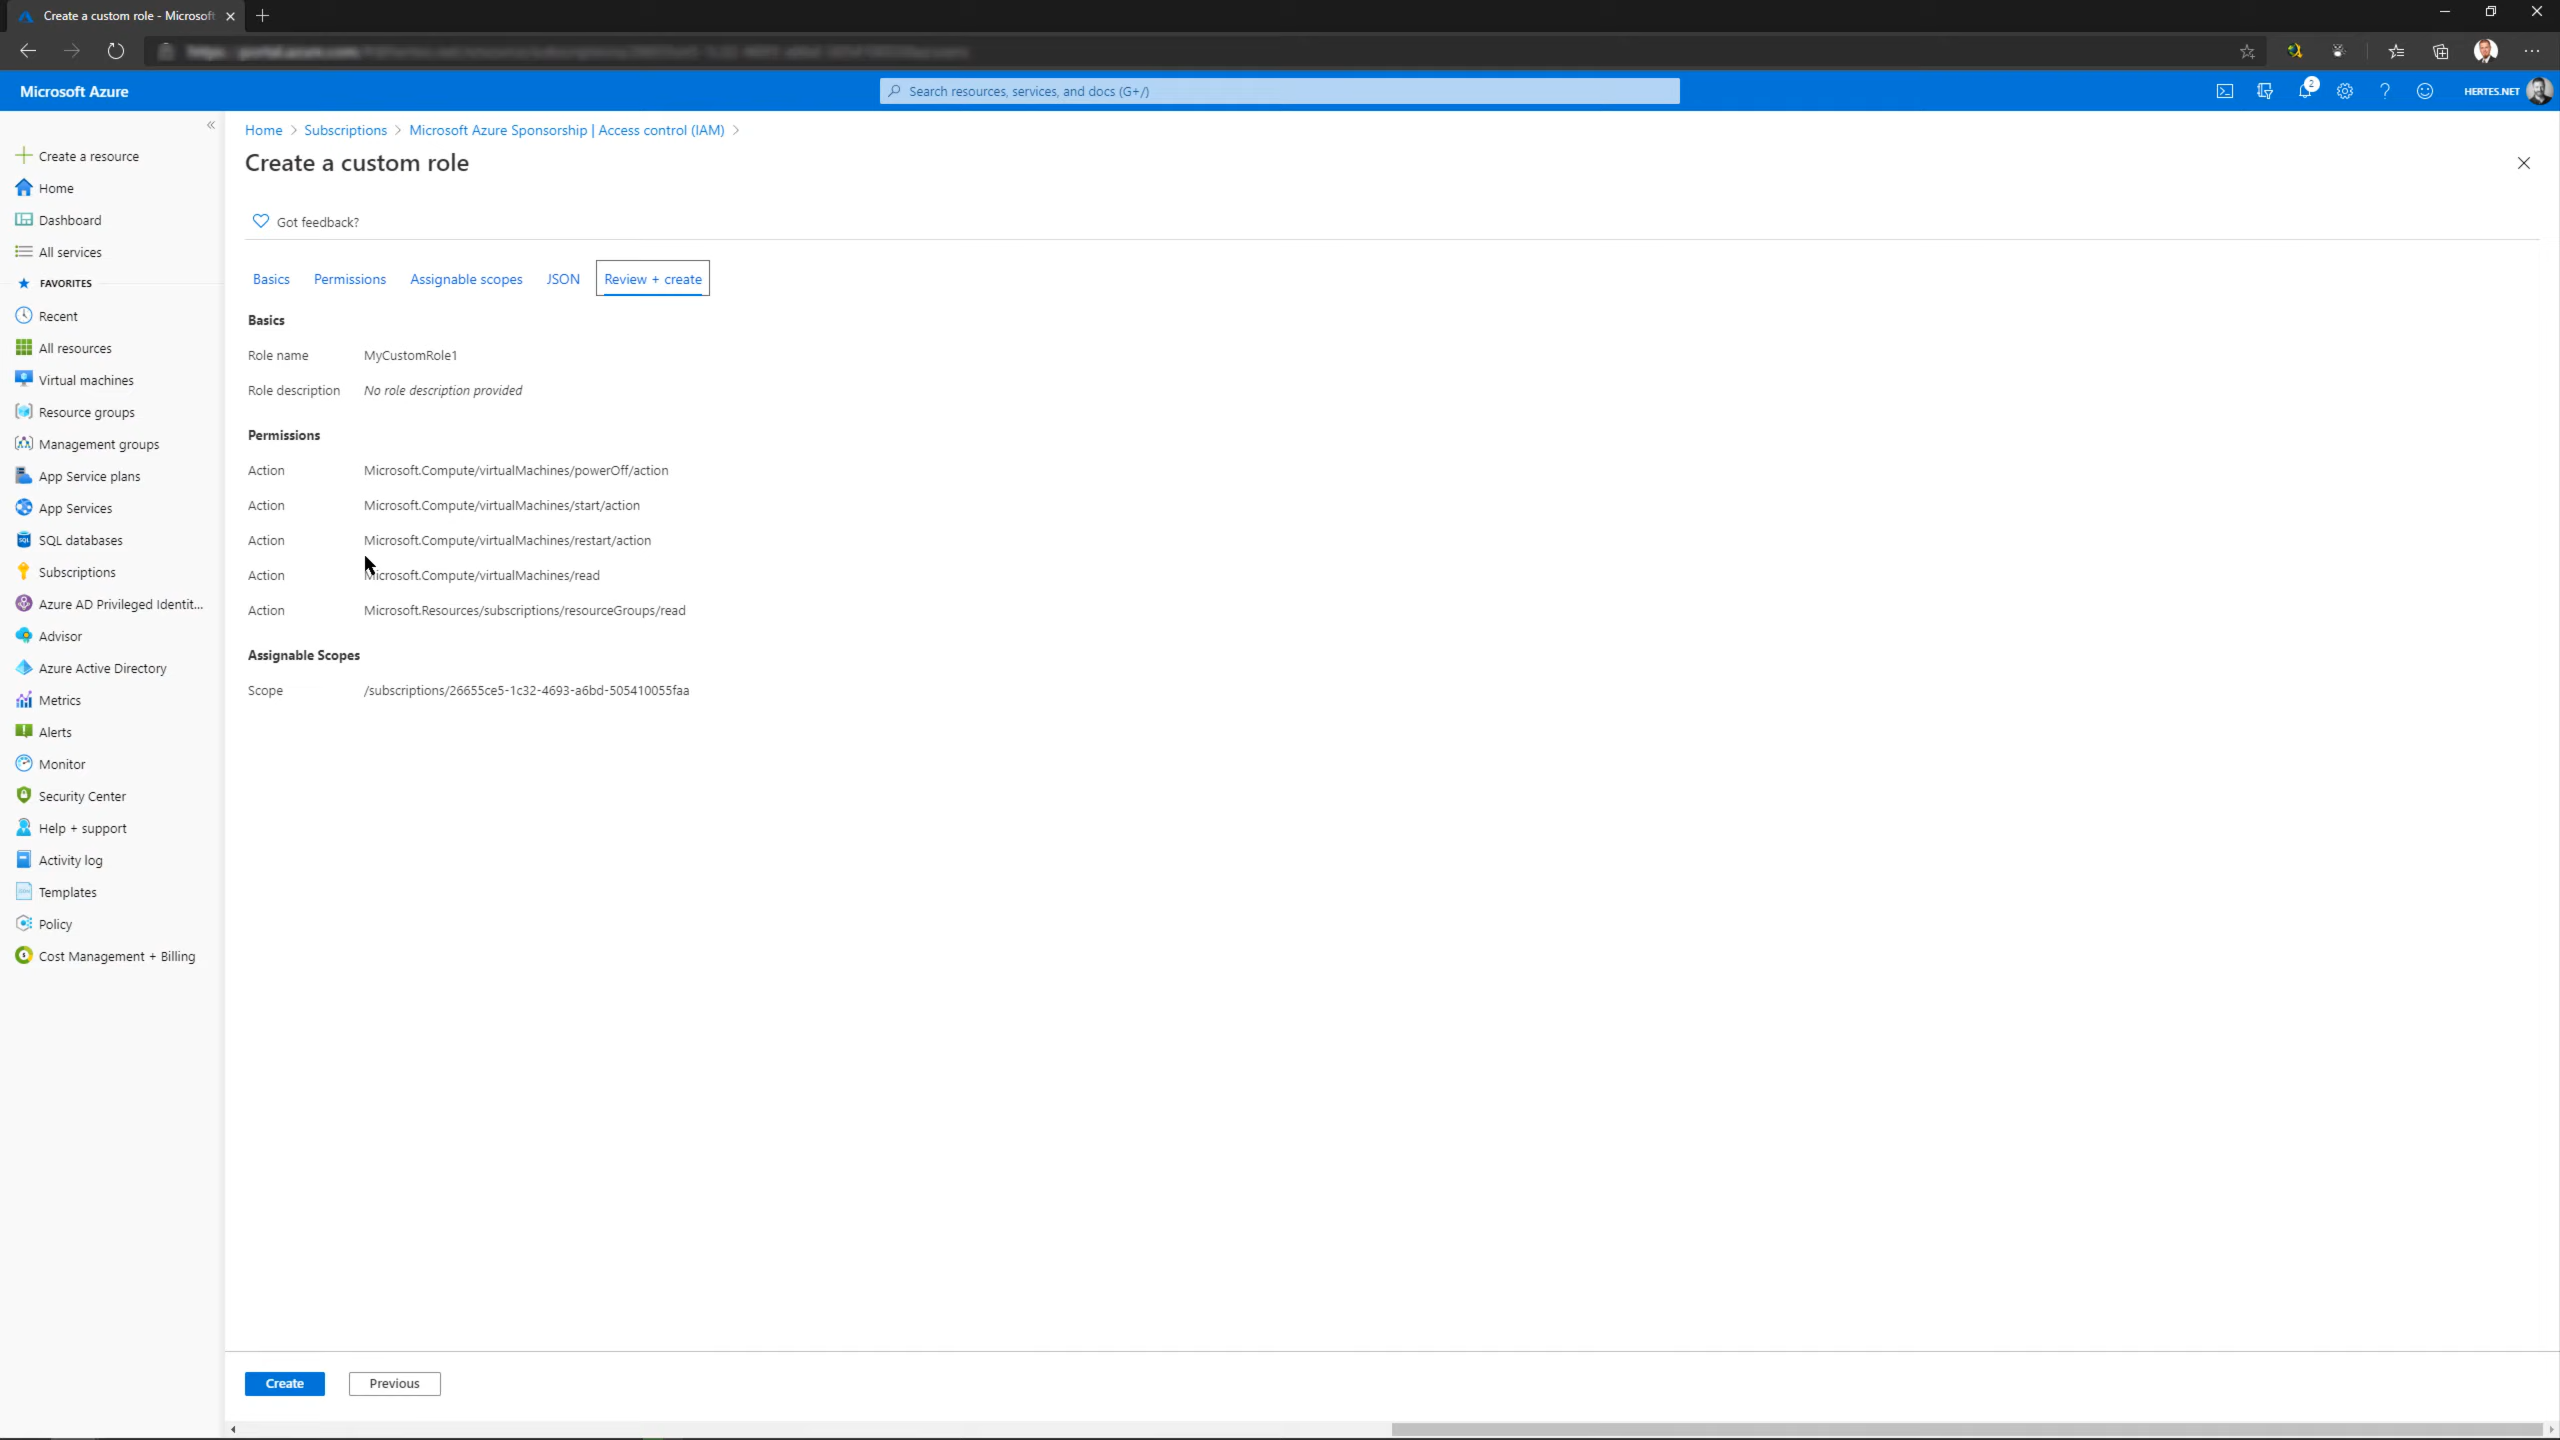 Create a custom role - Microsoft
Microsoft Azure
Search resources, services, and docs (G+/)
2
HERTES.NET
Home > Subscriptions > Microsoft Azure Sponsorship | Access control (IAM) >
Create a custom role
Got feedback?
Create a resource
Home
Dashboard
All services
FAVORITES
Recent
All resources
Virtual machines
Resource groups
Management groups
App Service plans
App Services
SQL databases
Subscriptions
Azure AD Privileged Identit...
Advisor
Azure Active Directory
Metrics
Alerts
Monitor
Security Center
Help + support
Activity log
Templates
Policy
Cost Management + Billing
Basics Permissions Assignable scopes JSON Review + create
Basics
Role name MyCustomRole1
Role description No role description provided
Permissions
Action Microsoft.Compute/virtualMachines/powerOff/action
Action Microsoft.Compute/virtualMachines/start/action
Action Microsoft.Compute/virtualMachines/restart/action
Action Microsoft.Compute/virtualMachines/read
Action Microsoft.Resources/subscriptions/resourceGroups/read
Assignable Scopes
Scope /subscriptions/26655ce5-1c32-4693-a6bd-505410055faa
Create Previous